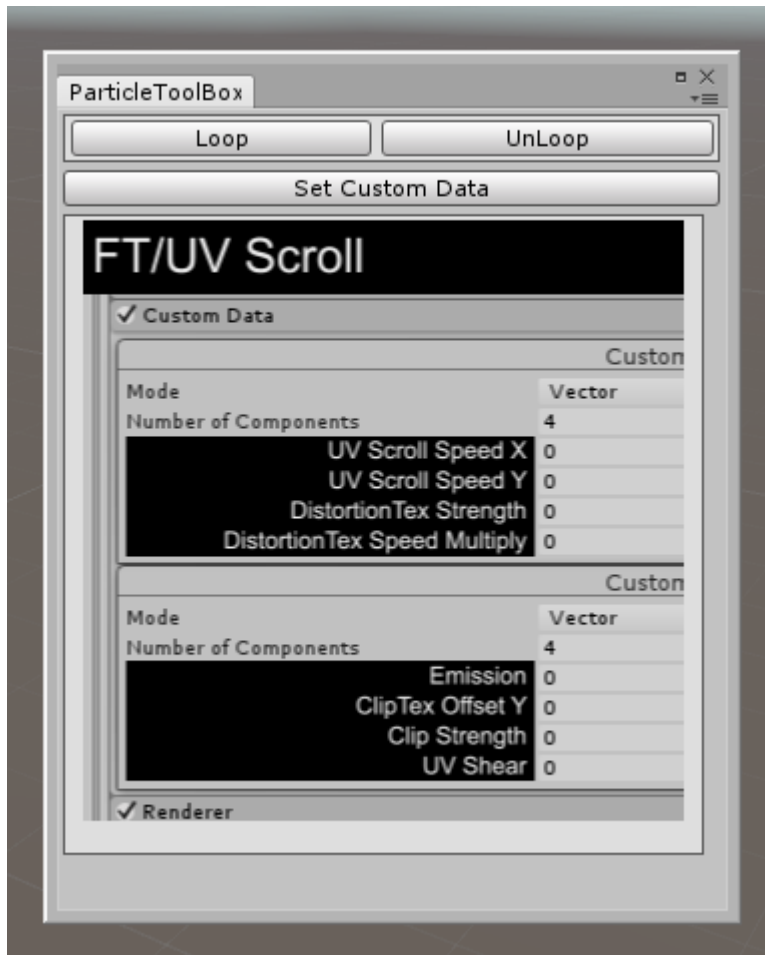 ParticleToolBox
Loop UnLoop
Set Custom Data
FT/UV Scroll
Custom Data
Custom
Mode Vector
Number of Components 4
UV Scroll Speed X 0
UV Scroll Speed Y 0
DistortionTex Strength 0
DistortionTex Speed Multiply 0
Custom
Mode Vector
Number of Components 4
Emission 0
ClipTex Offset Y 0
Clip Strength 0
UV Shear 0
Renderer